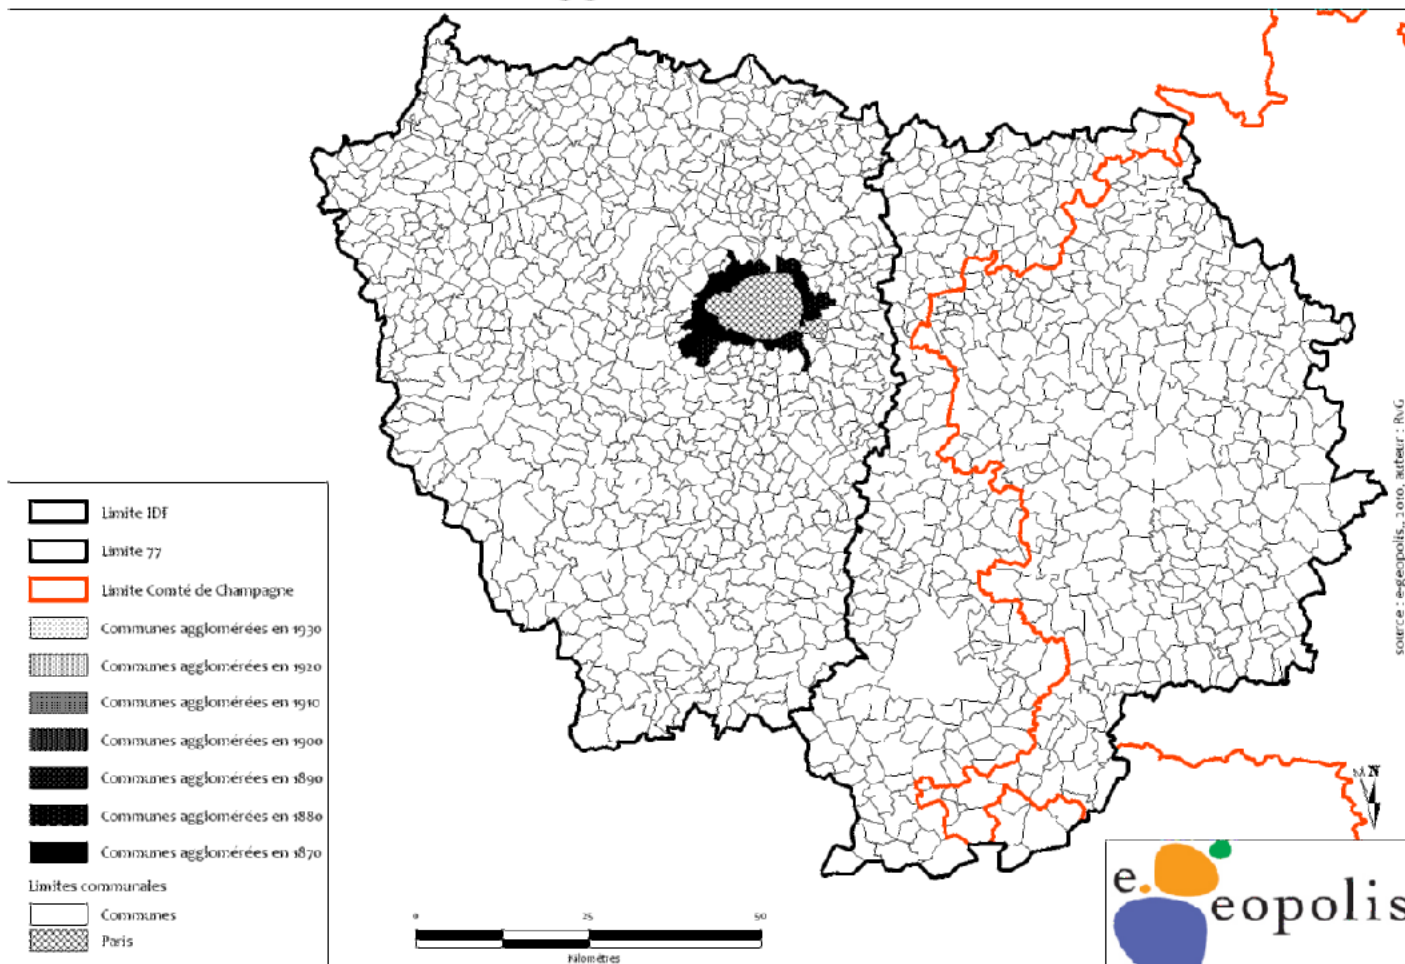 Limite IDF
Limite 77
Limite Comté de Champagne
Communes agglomérées en 1930
Communes agglomérées en 1920
Communes agglomérées en 1910
Communes agglomérées en 1900
Communes agglomérées en 1890
Communes agglomérées en 1880
Communes agglomérées en 1870
Limites communales
Communes
Paris
0 25 50
Kilomètres
N
source : e-geopolis, 2010, auteur : RvG
e.
eopolis